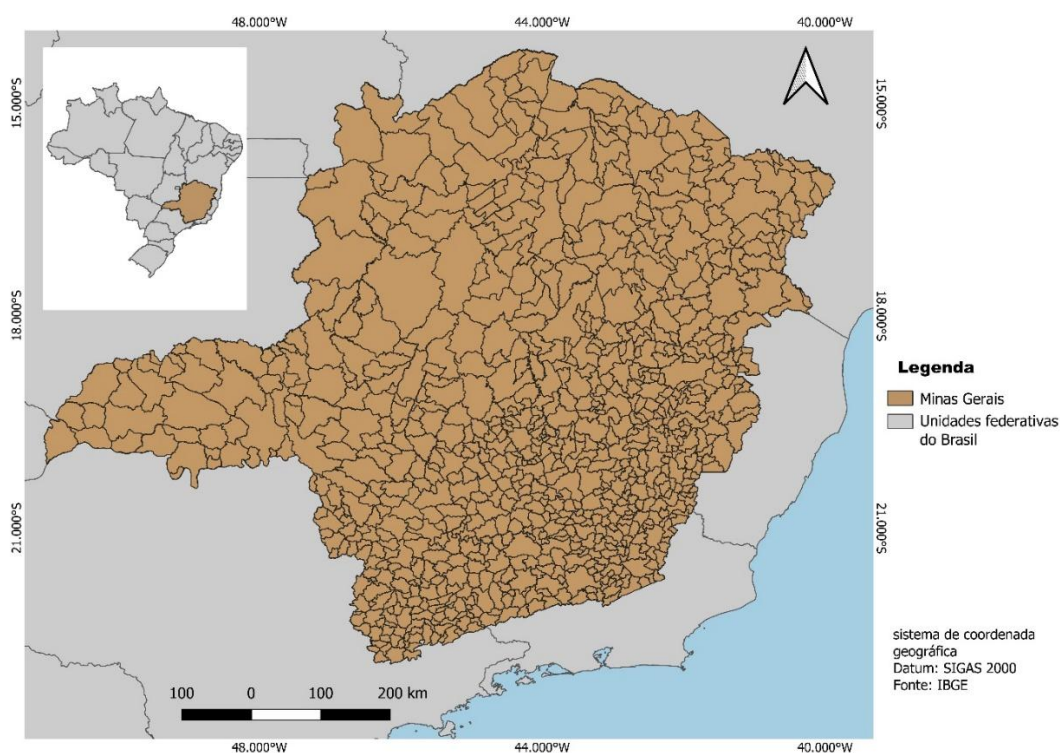 48.000°W
44.000°W
40.000°W
15.000°S
15.000°S
18.000°S
18.000°S
Legenda
Minas Gerais
Unidades federativas
do Brasil
21.000°S
21.000°S
sistema de coordenada
geográfica
Datum: SIGAS 2000
Fonte: IBGE
100 0 100 200 km
48.000°W
44.000°W
40.000°W